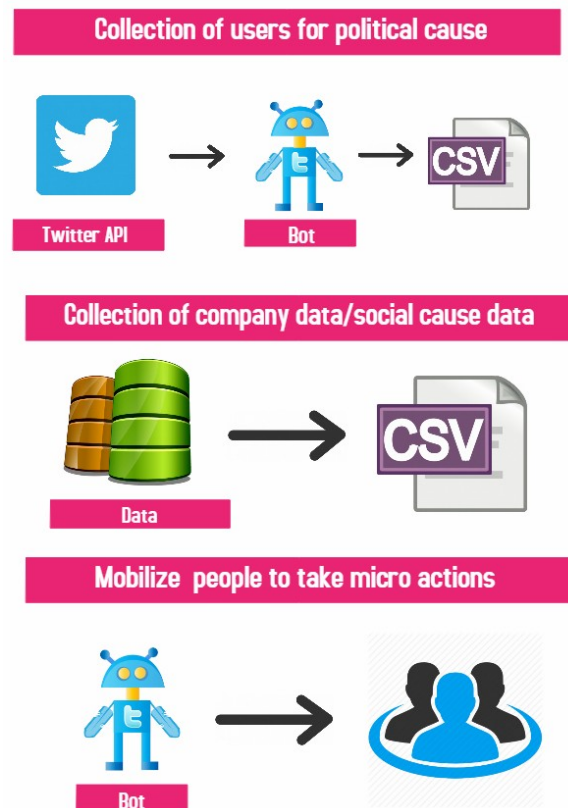 Collection of users for political cause
CSV
Twitter API
Bot
Collection of company data/social cause data
CSV
Data
Mobilize people to take micro actions
Bot